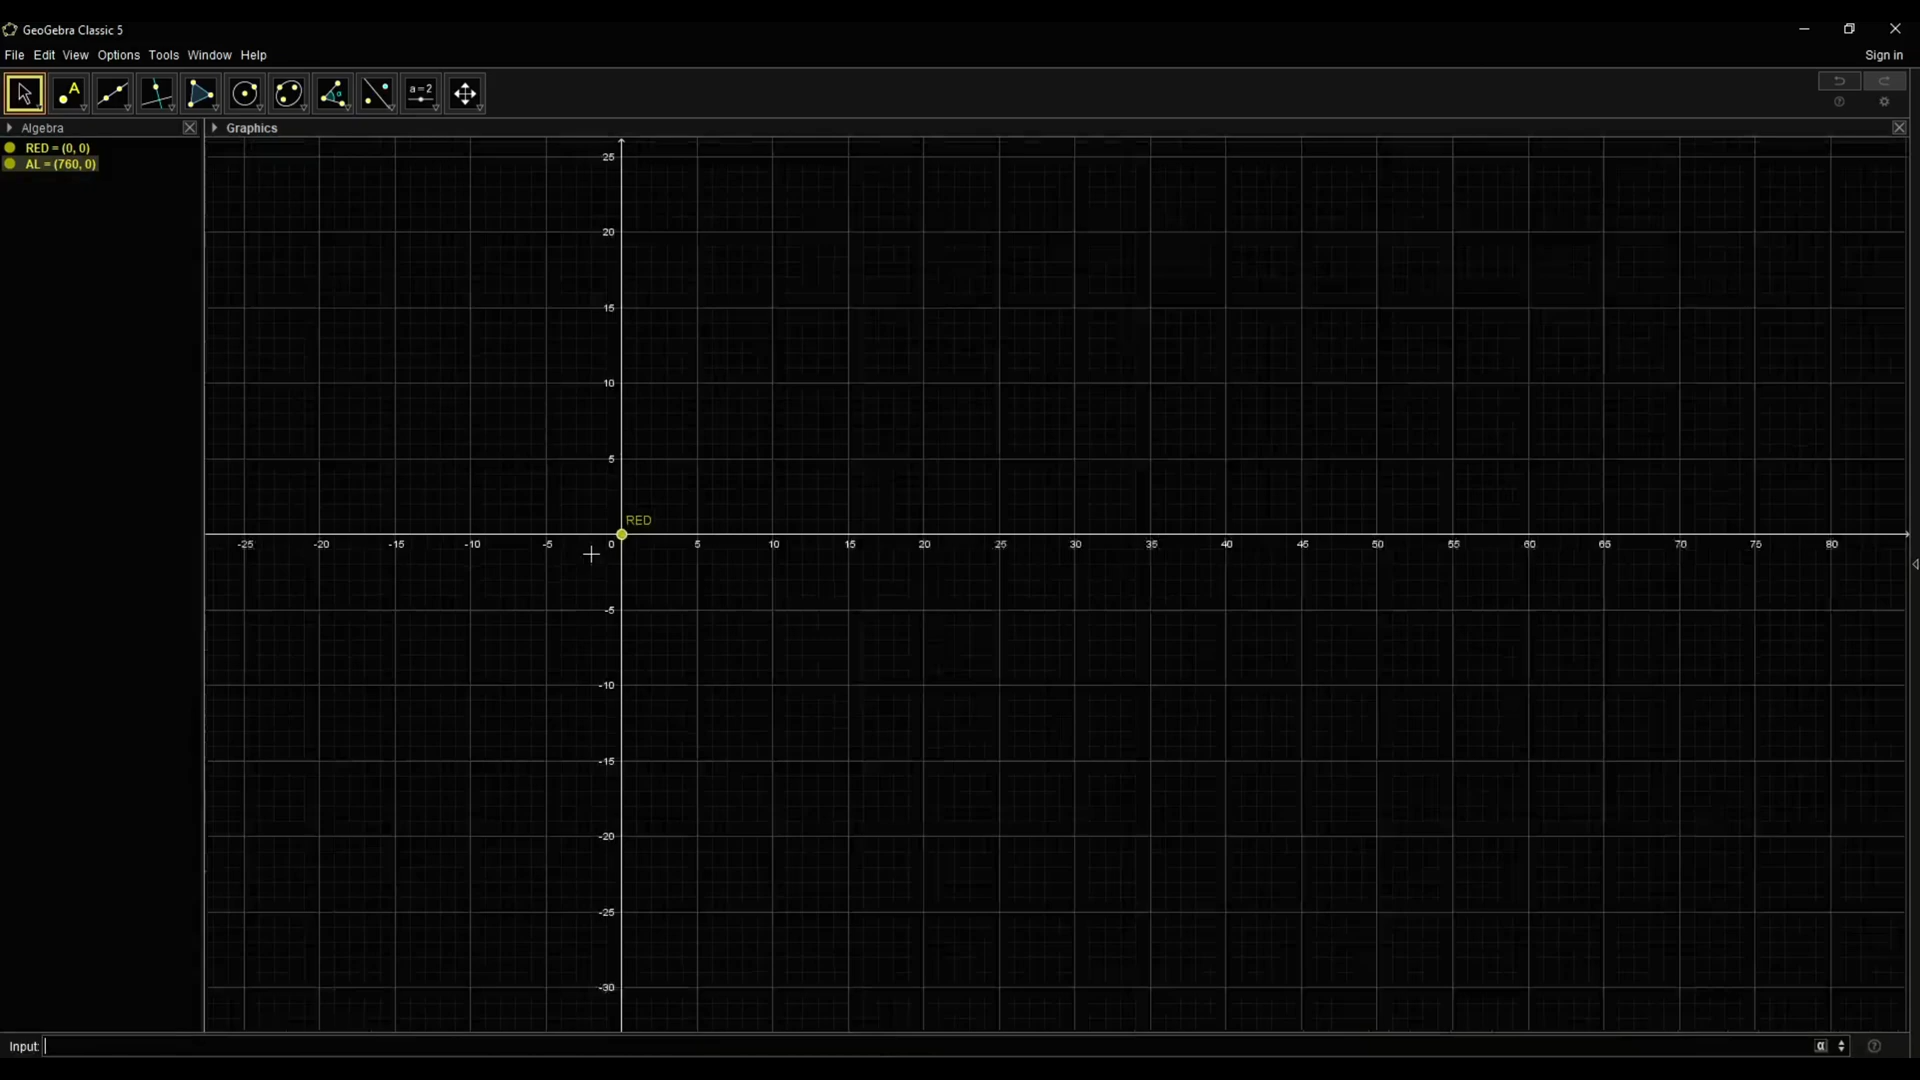 GeoGebra Classic 5
File Edit View Options Tools Window Help
Sign in
A
a=2
Algebra
Graphics
RED = (0, 0)
AL = (760, 0)
25
20
15
10
5
RED
-25 -20 -15 -10 -5 0 5 10 15 20 25 30 35 40 45 50 55 60 65 70 75 80
-5
-10
-15
-20
-25
-30
Input:
α